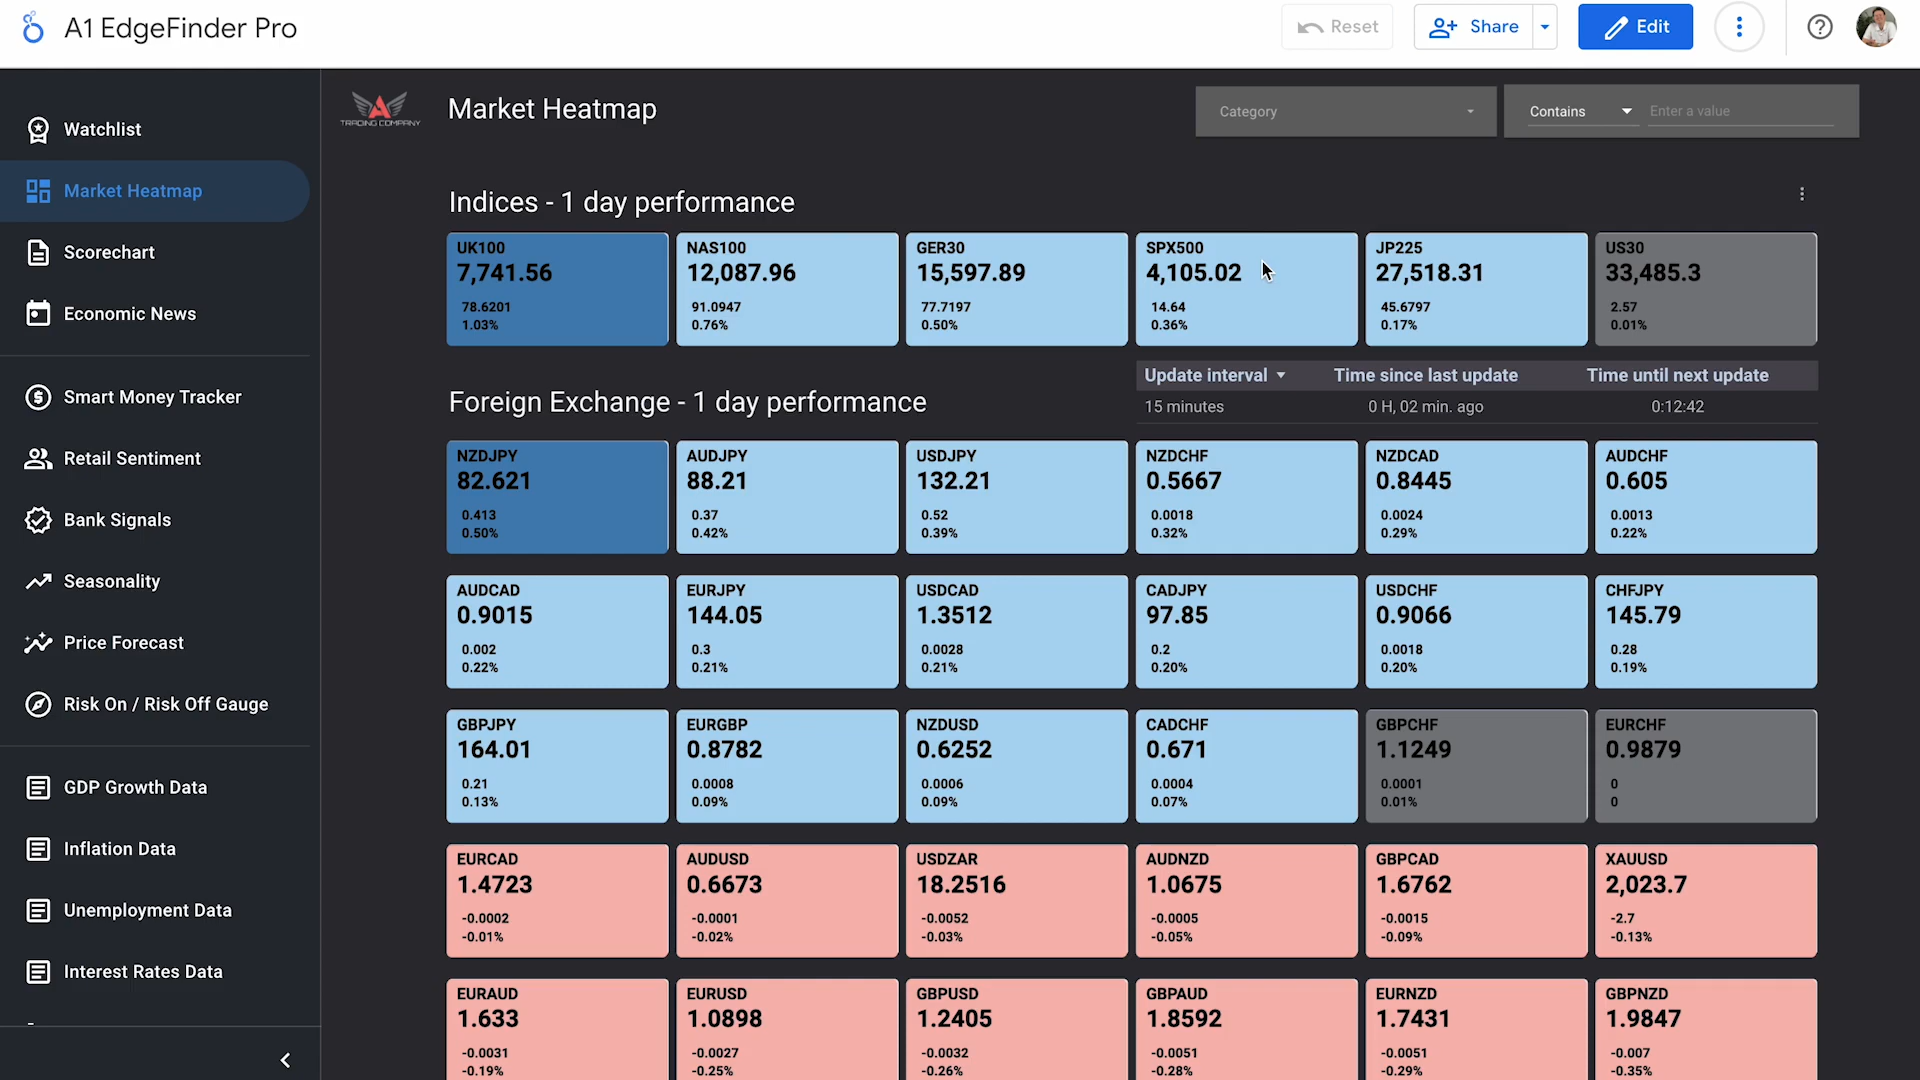 A1 EdgeFinder Pro
Reset
Share
Edit
Watchlist
Market Heatmap
Scorechart
Economic News
Smart Money Tracker
Retail Sentiment
Bank Signals
Seasonality
Price Forecast
Risk On / Risk Off Gauge
GDP Growth Data
Inflation Data
Unemployment Data
Interest Rates Data
TRADING COMPANY
Market Heatmap
Category
Contains
Enter a value
Indices - 1 day performance
UK100
7,741.56
78.6201
1.03%
NAS100
12,087.96
91.0947
0.76%
GER30
15,597.89
77.7197
0.50%
SPX500
4,105.02
14.64
0.36%
JP225
27,518.31
45.6797
0.17%
US30
33,485.3
2.57
0.01%
Update interval
Time since last update
Time until next update
15 minutes
0 H, 02 min. ago
0:12:42
Foreign Exchange - 1 day performance
NZDJPY
82.621
0.413
0.50%
AUDJPY
88.21
0.37
0.42%
USDJPY
132.21
0.52
0.39%
NZDCHF
0.5667
0.0018
0.32%
NZDCAD
0.8445
0.0024
0.29%
AUDCHF
0.605
0.0013
0.22%
AUDCAD
0.9015
0.002
0.22%
EURJPY
144.05
0.3
0.21%
USDCAD
1.3512
0.0028
0.21%
CADJPY
97.85
0.2
0.20%
USDCHF
0.9066
0.0018
0.20%
CHFJPY
145.79
0.28
0.19%
GBPJPY
164.01
0.21
0.13%
EURGBP
0.8782
0.0008
0.09%
NZDUSD
0.6252
0.0006
0.09%
CADCHF
0.671
0.0004
0.07%
GBPCHF
1.1249
0.0001
0.01%
EURCHF
0.9879
0
0
EURCAD
1.4723
-0.0002
-0.01%
AUDUSD
0.6673
-0.0001
-0.02%
USDZAR
18.2516
-0.0052
-0.03%
AUDNZD
1.0675
-0.0005
-0.05%
GBPCAD
1.6762
-0.0015
-0.09%
XAUUSD
2,023.7
-2.7
-0.13%
EURAUD
1.633
-0.0031
-0.19%
EURUSD
1.0898
-0.0027
-0.25%
GBPUSD
1.2405
-0.0032
-0.26%
GBPAUD
1.8592
-0.0051
-0.28%
EURNZD
1.7431
-0.0051
-0.29%
GBPNZD
1.9847
-0.007
-0.35%